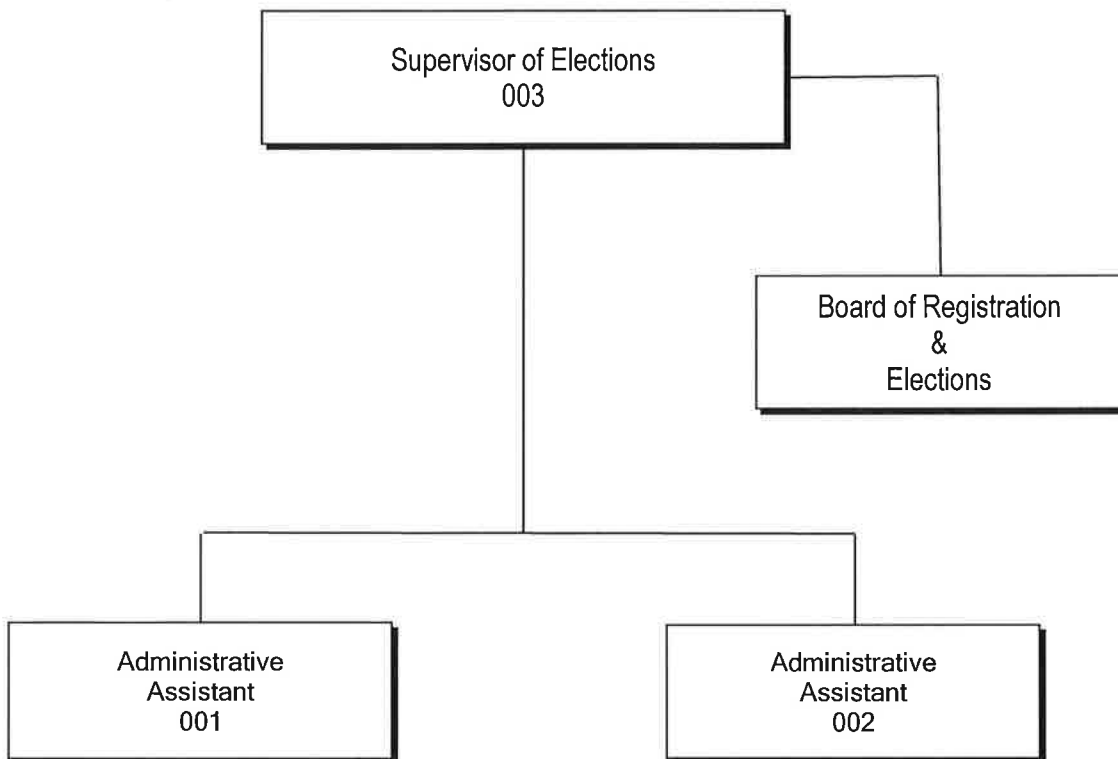 Supervisor of Elections
003
Board of Registration
&
Elections
Administrative
Assistant
001
Administrative
Assistant
002